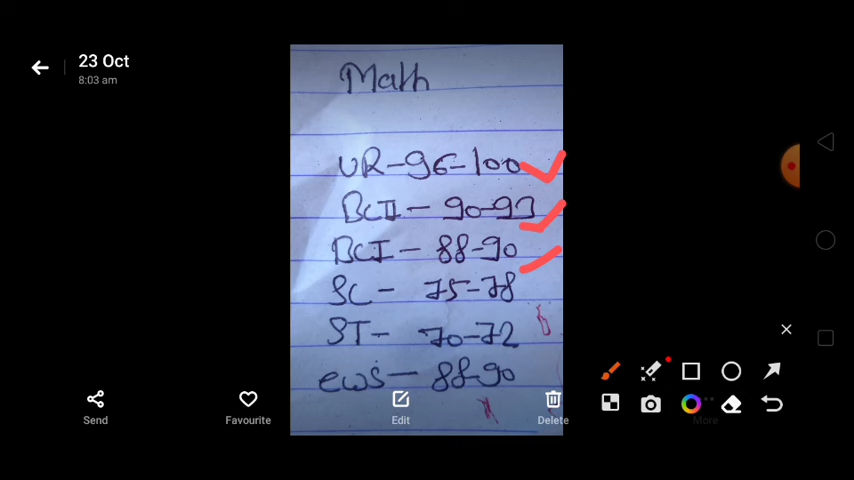 23 Oct
8:03 am
Math
UR-96-100
BCII - 90-93
BCI - 88-90
SC - 75-78
ST - 70-72
ews - 88-90
Send
Favourite
Edit
Delete
More